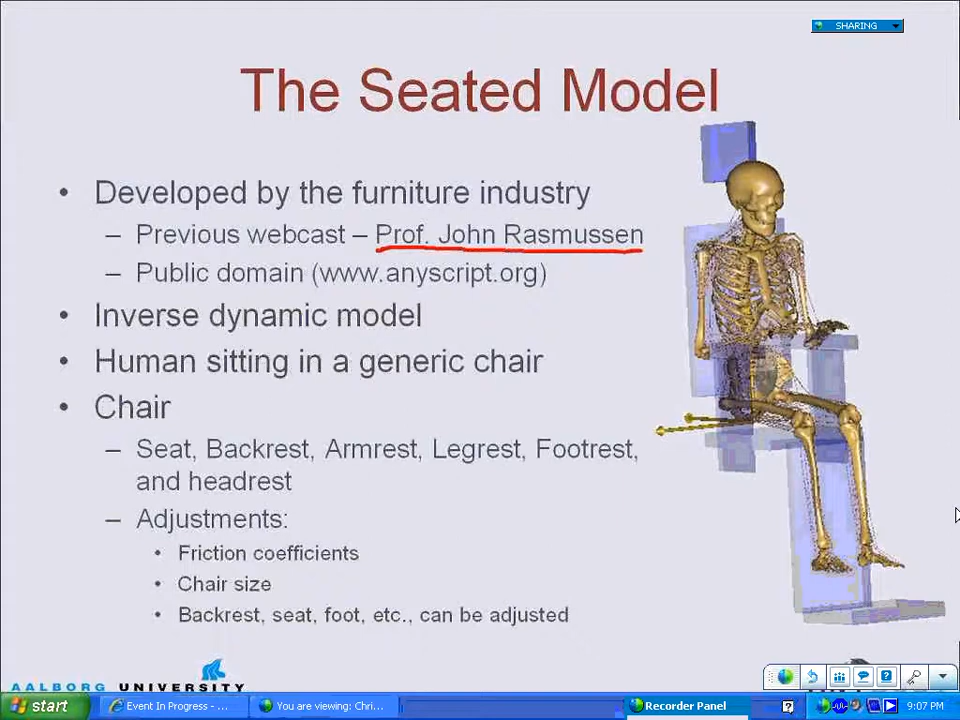 SHARING
The Seated Model
• Developed by the furniture industry
– Previous webcast – Prof. John Rasmussen
– Public domain (www.anyscript.org)
• Inverse dynamic model
• Human sitting in a generic chair
• Chair
– Seat, Backrest, Armrest, Legrest, Footrest,
and headrest
– Adjustments:
• Friction coefficients
• Chair size
• Backrest, seat, foot, etc., can be adjusted
AALBORG UNIVERSITY
start
Event In Progress - ...
You are viewing: Chri...
Recorder Panel
9:07 PM